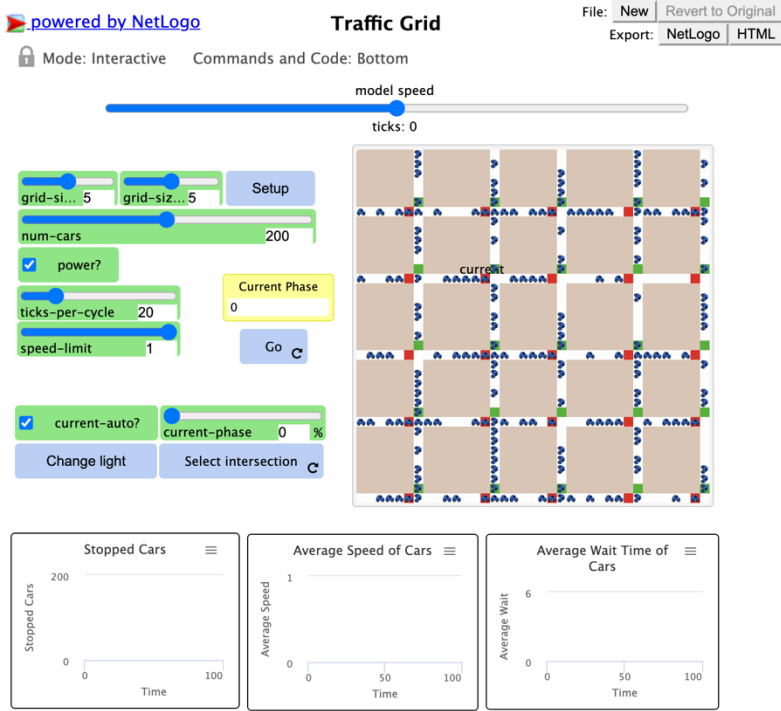 powered by NetLogo
Traffic Grid
File: New Revert to Original
Export: NetLogo HTML
Mode: Interactive Commands and Code: Bottom
model speed
ticks: 0
grid-si... 5 grid-siz... 5 Setup
num-cars 200
power?
Current Phase
0
ticks-per-cycle 20
speed-limit 1
Go
current
current-auto? current-phase 0 %
Change light Select intersection
Stopped Cars
Stopped Cars
200
0
0 100
Time
Average Speed of Cars
Average Speed
1
0
0 50 100
Time
Average Wait Time of
Cars
Average Wait
6
0
0 50 100
Time